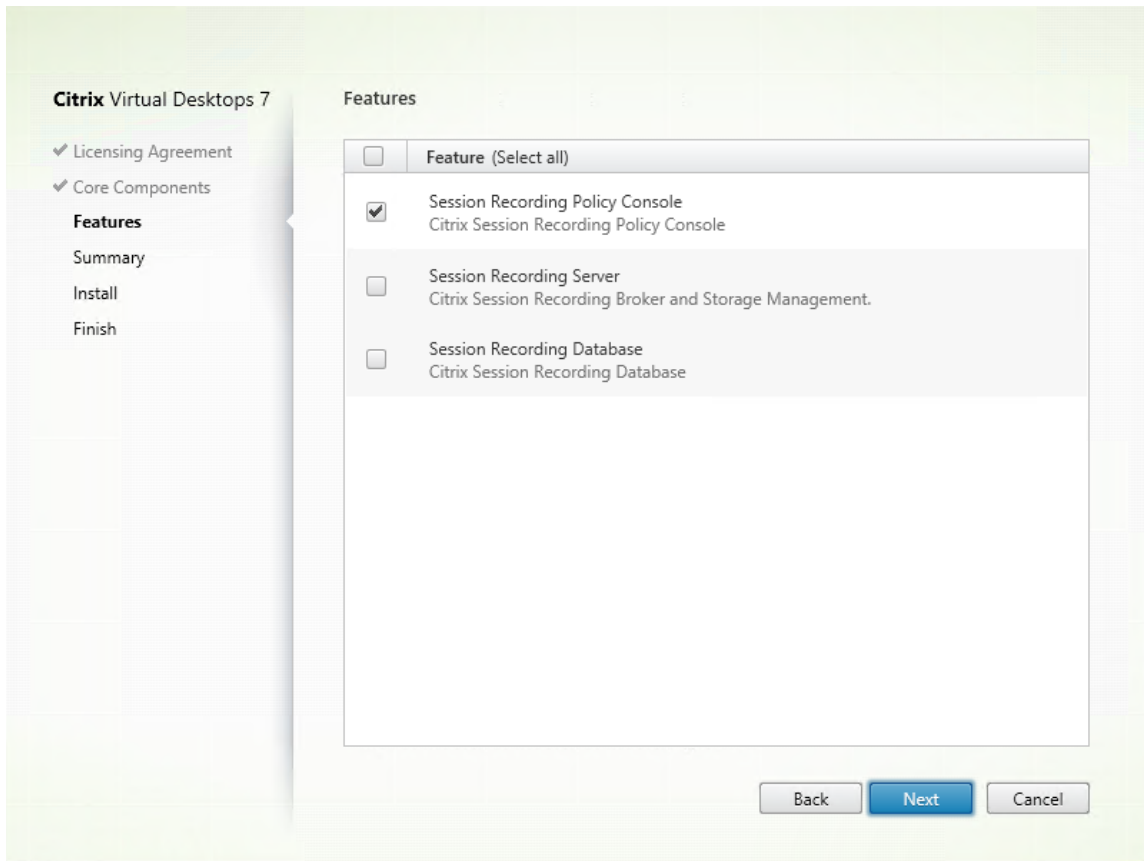 Citrix Virtual Desktops 7
Licensing Agreement
Core Components
Features
Summary
Install
Finish
Features
Feature (Select all)
Session Recording Policy Console
Citrix Session Recording Policy Console
Session Recording Server
Citrix Session Recording Broker and Storage Management.
Session Recording Database
Citrix Session Recording Database
Back Next Cancel